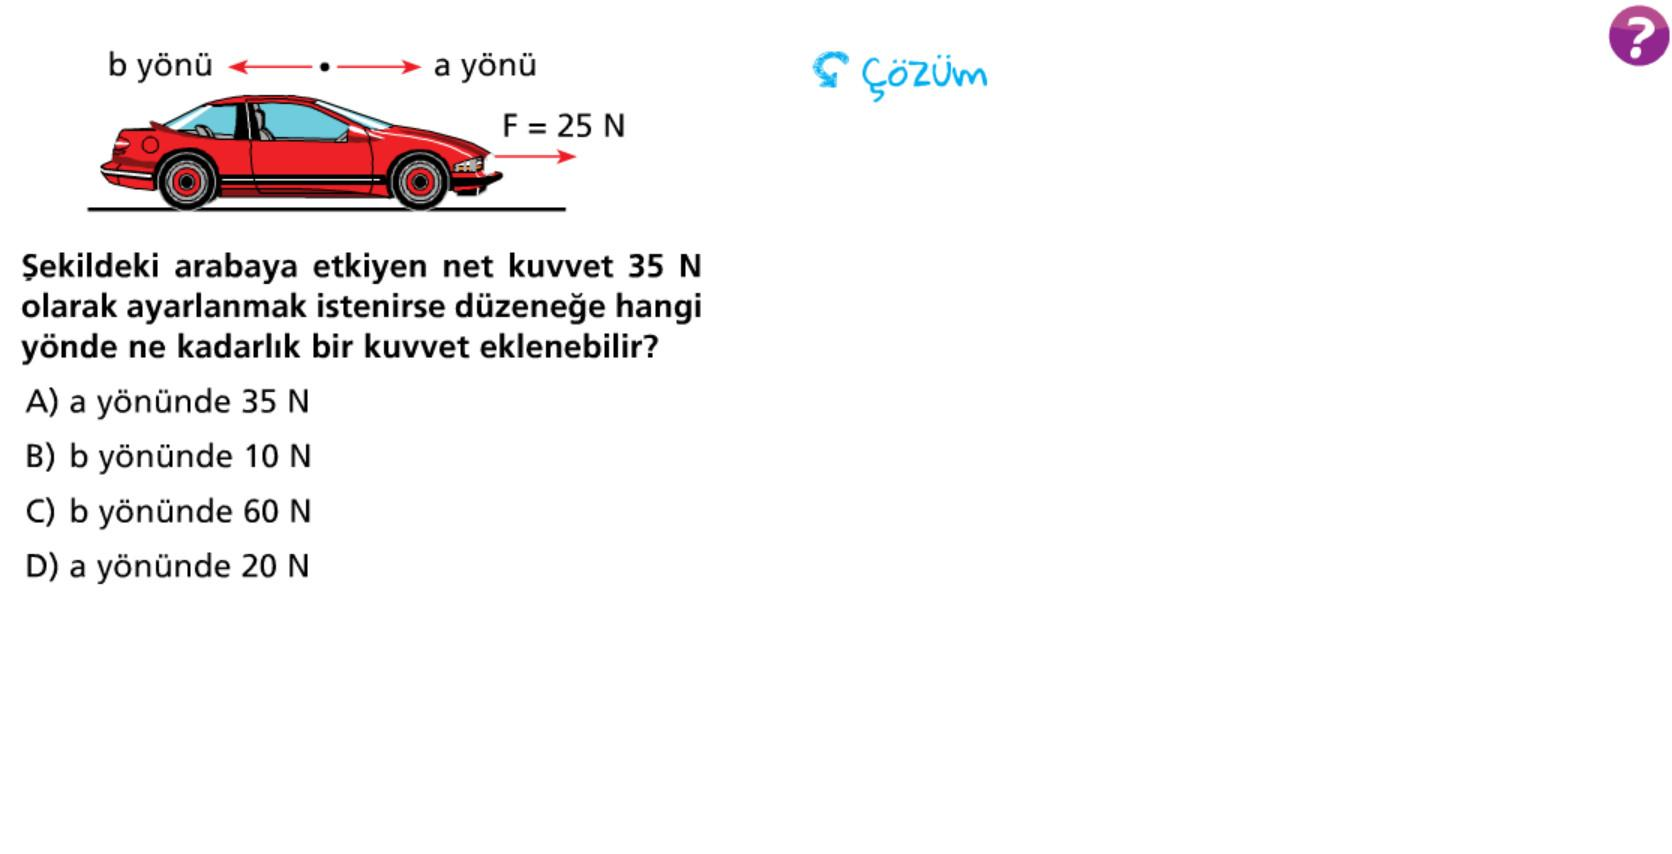 b yönü a yönü
F = 25 N
Şekildeki arabaya etkiyen net kuvvet 35 N
olarak ayarlanmak istenirse düzeneğe hangi
yönde ne kadarlık bir kuvvet eklenebilir?
A) a yönünde 35 N
B) b yönünde 10 N
C) b yönünde 60 N
D) a yönünde 20 N
Çözüm
?